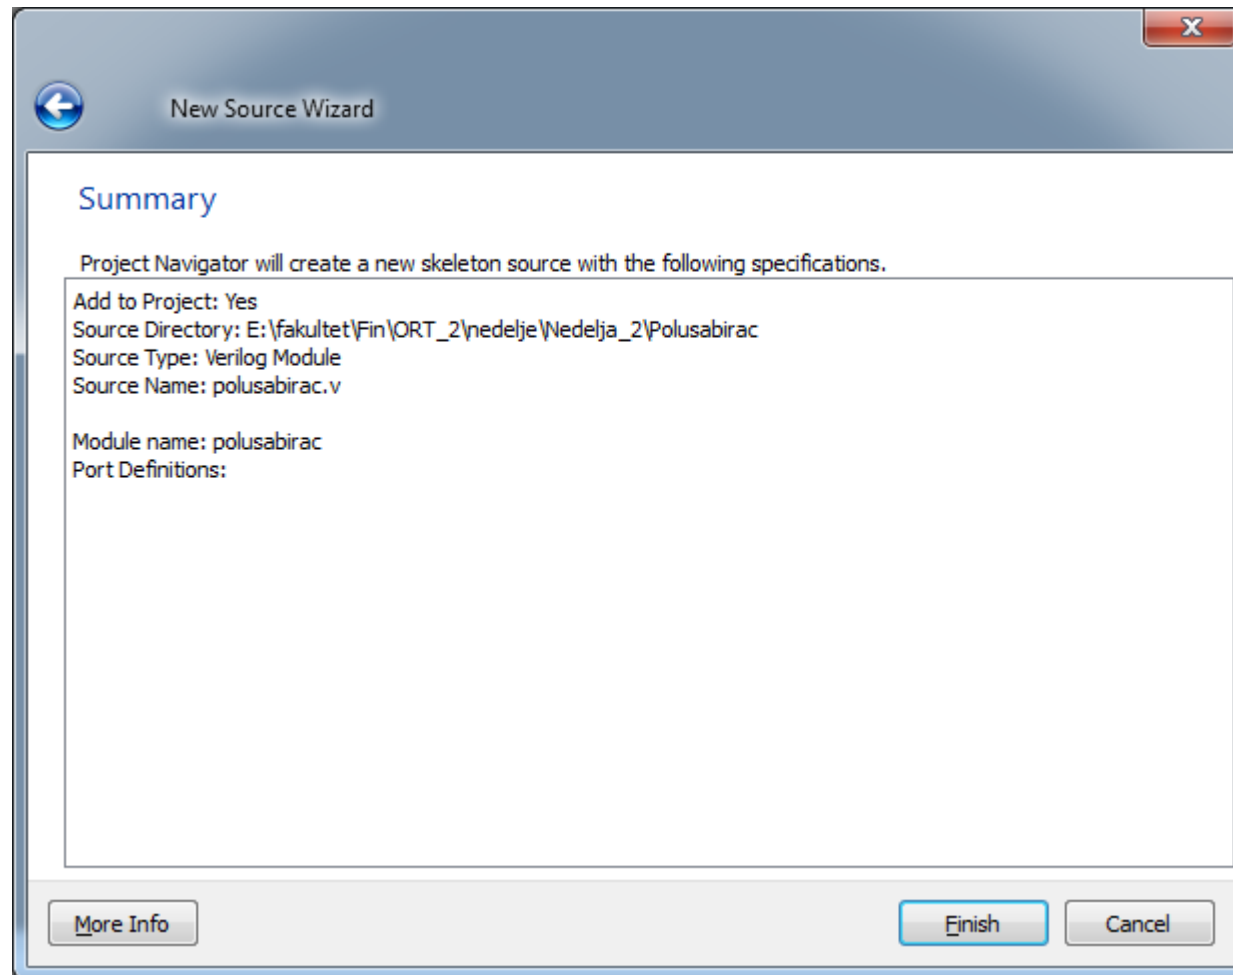 New Source Wizard
Summary
Project Navigator will create a new skeleton source with the following specifications.
Add to Project: Yes
Source Directory: E:\fakultet\Fin\ORT_2\nedelje\Nedelja_2\Polusabirac
Source Type: Verilog Module
Source Name: polusabirac.v
Module name: polusabirac
Port Definitions:
More Info
Finish
Cancel